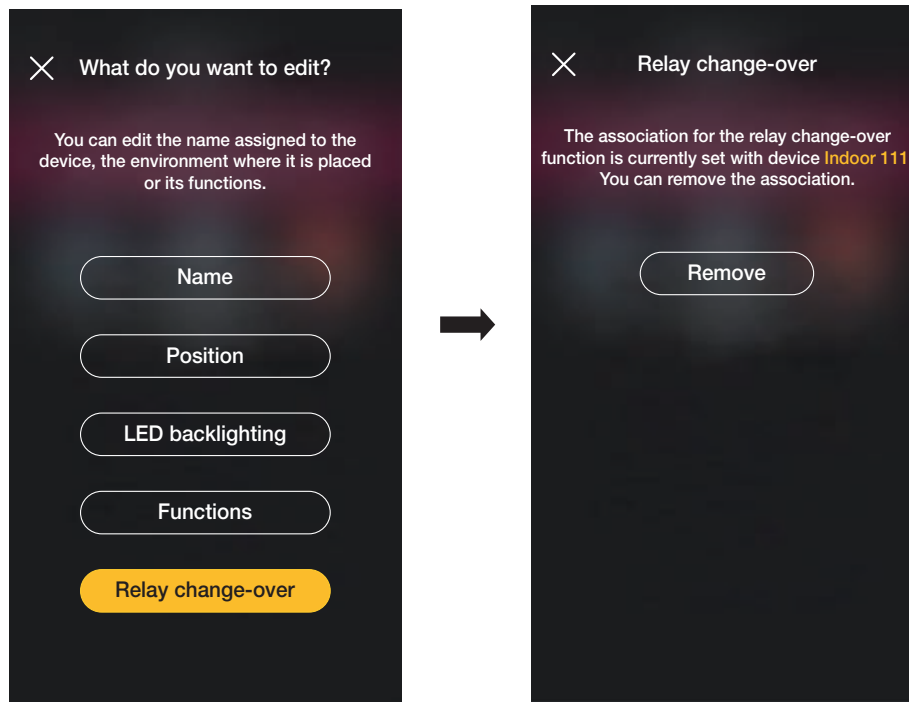 What do you want to edit?
You can edit the name assigned to the
device, the environment where it is placed
or its functions.
Name
Position
LED backlighting
Functions
Relay change-over
Relay change-over
The association for the relay change-over
function is currently set with device Indoor 111
You can remove the association.
Remove